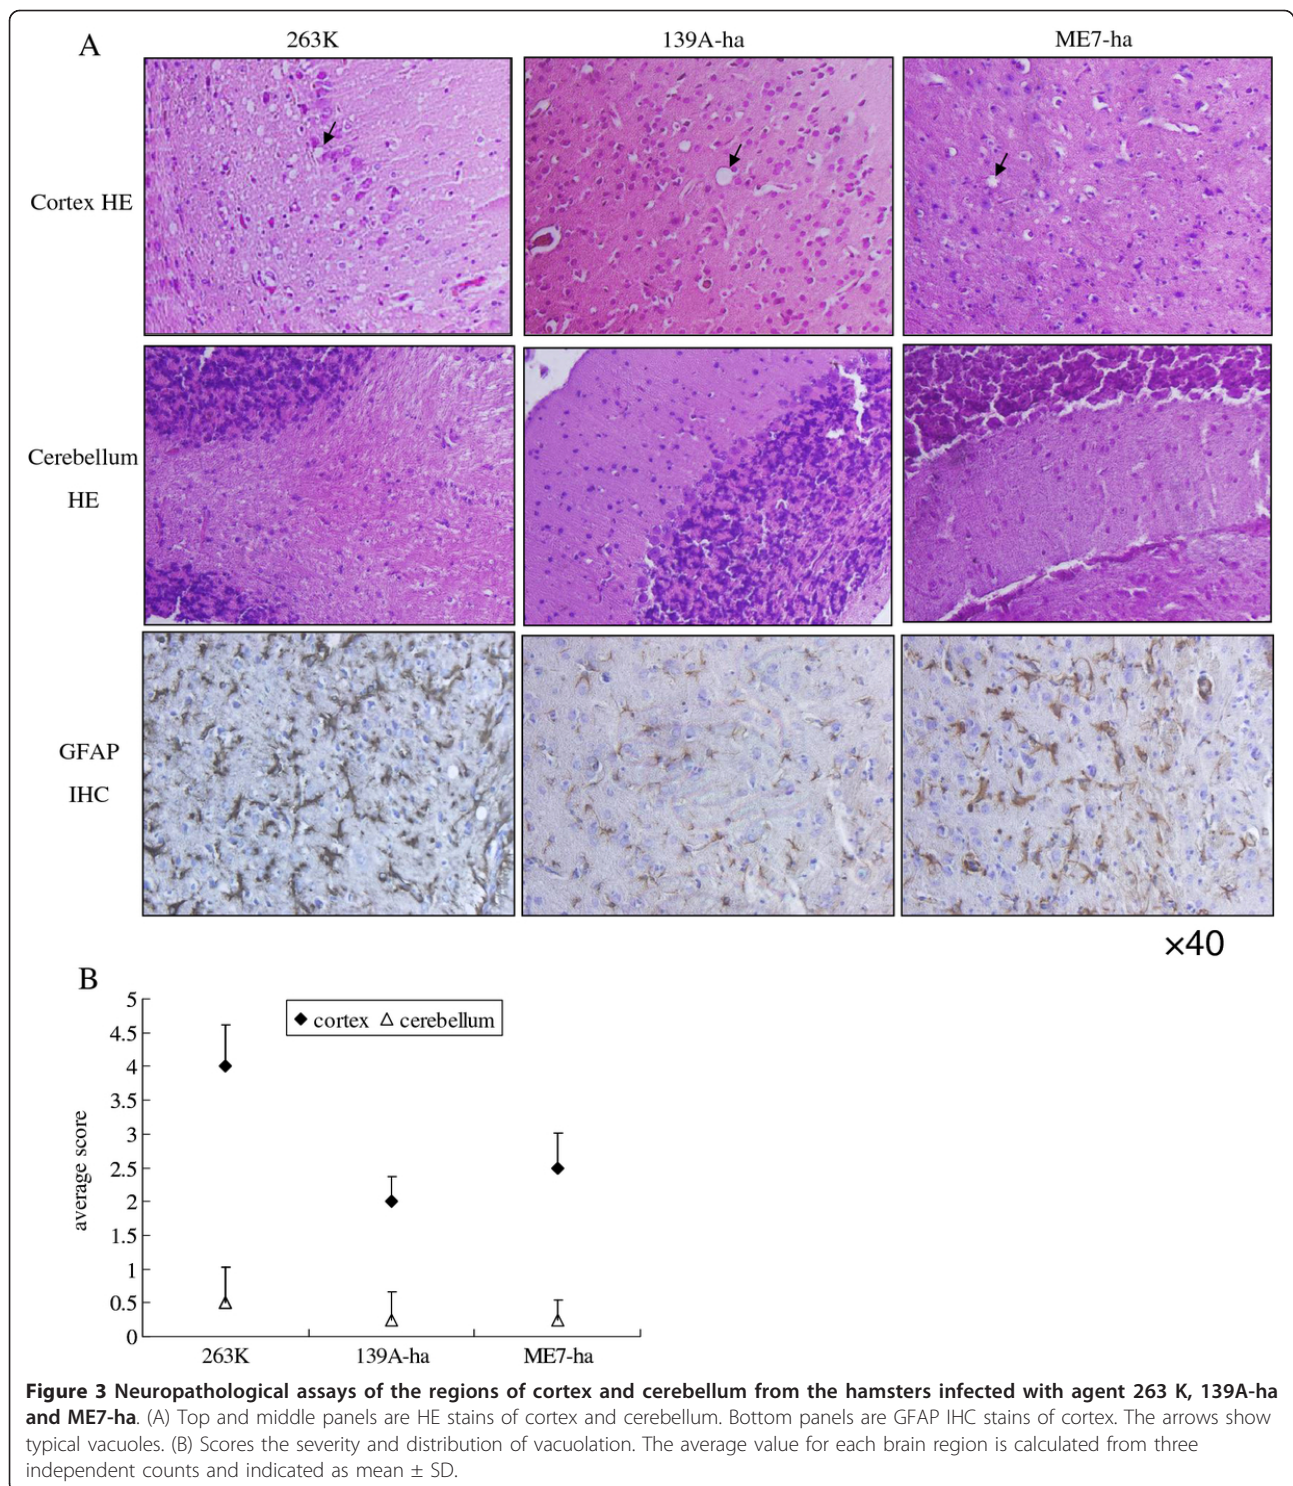 A
263K
139A-ha
ME7-ha
Cortex HE
Cerebellum
HE
GFAP
IHC
×40
B
5
4.5
4
3.5
3
2.5
2
1.5
1
0.5
0
average score
cortex
cerebellum
263K
139A-ha
ME7-ha
Figure 3 Neuropathological assays of the regions of cortex and cerebellum from the hamsters infected with agent 263 K, 139A-ha
and ME7-ha. (A) Top and middle panels are HE stains of cortex and cerebellum. Bottom panels are GFAP IHC stains of cortex. The arrows show
typical vacuoles. (B) Scores the severity and distribution of vacuolation. The average value for each brain region is calculated from three
independent counts and indicated as mean ± SD.